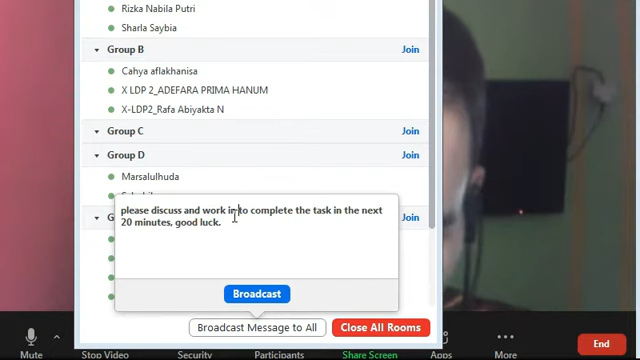 Rizka Nabila Putri
Sharla Saybia
Group B Join
Cahya aflakhanisa
X LDP 2_ADEFARA PRIMA HANUM
X-LDP2_Rafa Abiyakta N
Group C Join
Group D Join
Marsalulhuda
Join
please discuss and work in to complete the task in the next
20 minutes, good luck.
Broadcast
Broadcast Message to All
Close All Rooms
Mute
Stop Video
Security
Participants
Share Screen
Apps
More
End